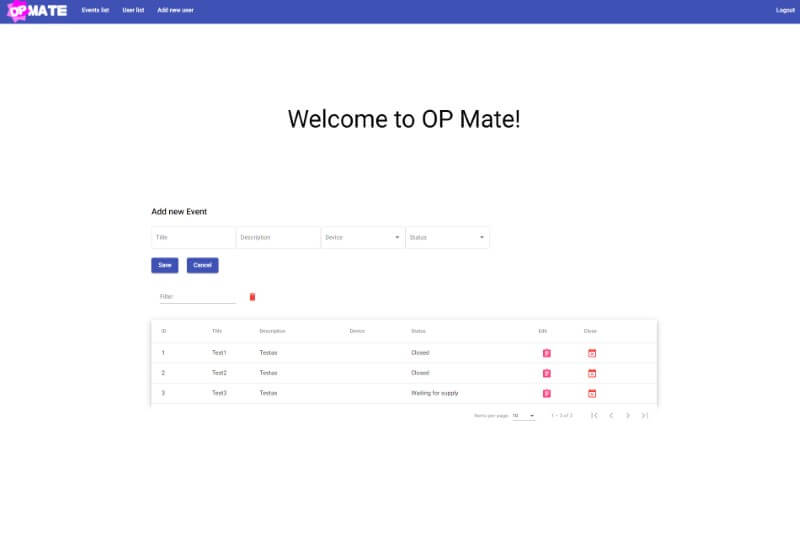 OP MATE Events list User list Add new user Logout
Welcome to OP Mate!
Add new Event
Title Description Device Status
Save Cancel
Filter
ID Title Description Device Status Edit Close
1 Test1 Testas Closed
2 Test2 Testas Closed
3 Test3 Testas Waiting for supply
Items per page: 10 1 – 3 of 3